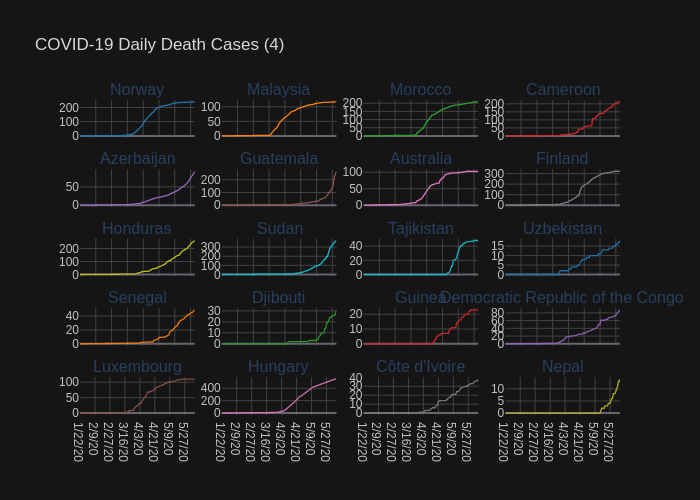 COVID-19 Daily Death Cases (4)
Norway Malaysia Morocco Cameroon
200 100 0
100 50 0
200 150 100 50 0
200 150 100 50 0
Azerbaijan Guatemala Australia Finland
50 0
200 100 0
100 50 0
300 200 100 0
Honduras Sudan Tajikistan Uzbekistan
200 100 0
300 200 100 0
40 20 0
15 10 5 0
Senegal Djibouti Guinea Democratic Republic of the Congo
40 20 0
30 20 10 0
20 10 0
80 60 40 20 0
Luxembourg Hungary Côte d'Ivoire Nepal
100 50 0
400 200 0
40 30 20 10 0
10 5 0
1/22/20 2/9/20 2/27/20 3/16/20 4/3/20 4/21/20 5/9/20 5/27/20
1/22/20 2/9/20 2/27/20 3/16/20 4/3/20 4/21/20 5/9/20 5/27/20
1/22/20 2/9/20 2/27/20 3/16/20 4/3/20 4/21/20 5/9/20 5/27/20
1/22/20 2/9/20 2/27/20 3/16/20 4/3/20 4/21/20 5/9/20 5/27/20